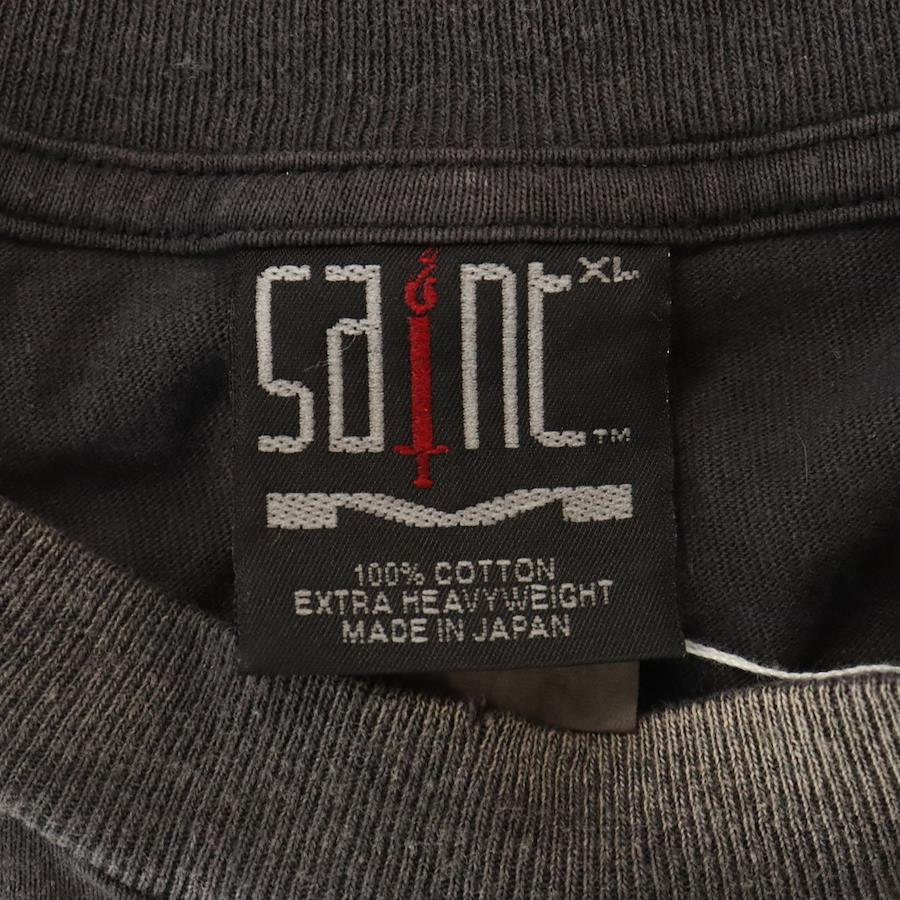 saint XL
TM
100% COTTON
EXTRA HEAVYWEIGHT
MADE IN JAPAN